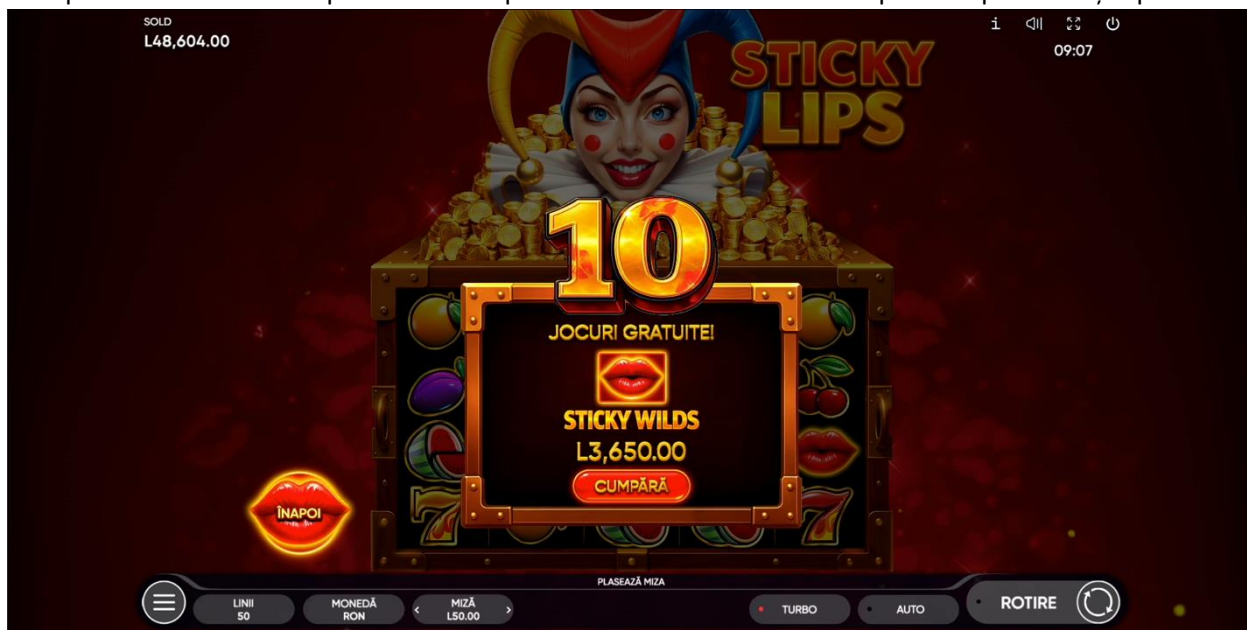 SOLD
L48,604.00
09:07
STICKY
LIPS
10
JOCURI GRATUITE!
STICKY WILDS
L3,650.00
CUMPĂRĂ
ÎNAPOI
PLASEAZĂ MIZA
LINII
50
MONEDĂ
RON
MIZĂ
L50.00
TURBO
AUTO
ROTIRE